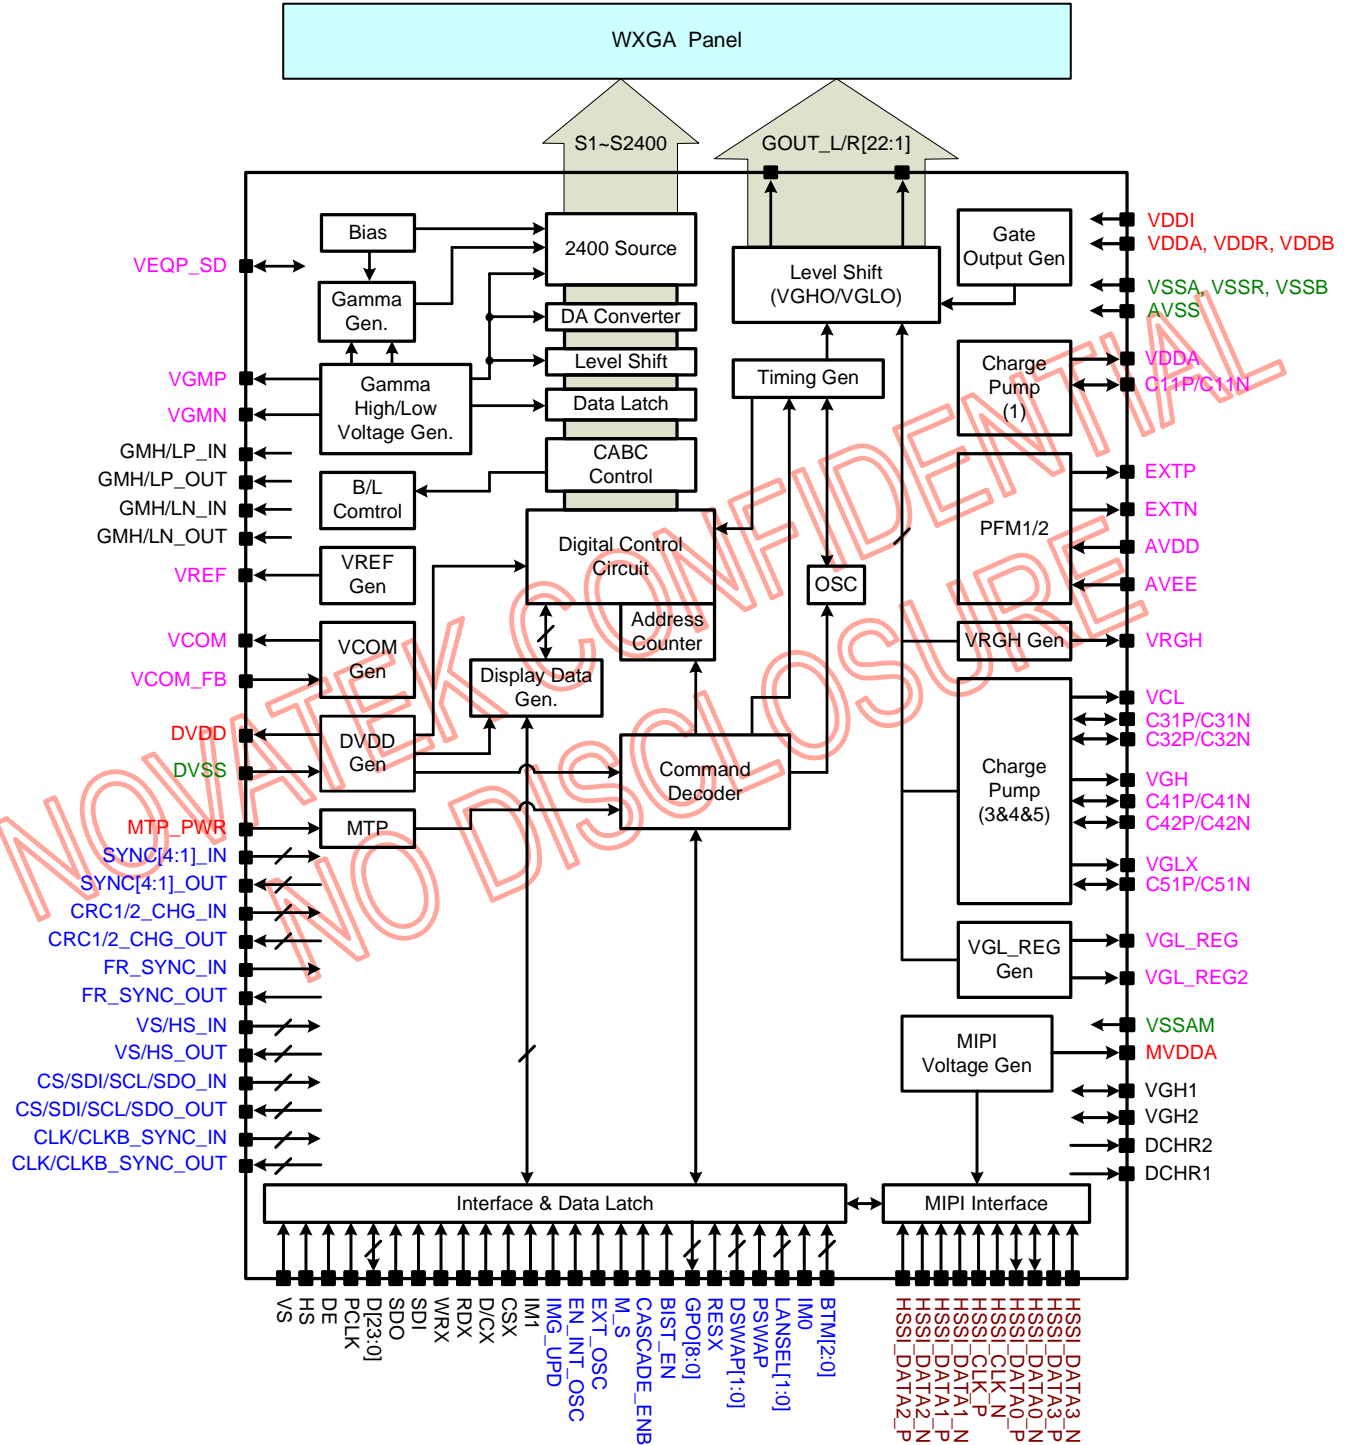 WXGA Panel
S1~S2400
GOUT_L/R[22:1]
Bias
2400 Source
Gate
Output Gen
Level Shift
(VGHO/VGLO)
Gamma
Gen.
DA Converter
Level Shift
Timing Gen
Gamma
High/Low
Voltage Gen.
Data Latch
Charge
Pump
(1)
CABC
Control
B/L
Comtrol
PFM1/2
Digital Control
Circuit
VREF
Gen
OSC
Address
Counter
VRGH Gen
VCOM
Gen
Display Data
Gen.
DVDD
Gen
Command
Decoder
Charge
Pump
(3&4&5)
MTP
VGL_REG
Gen
MIPI
Voltage Gen
Interface & Data Latch
MIPI Interface
VEQP_SD
VGMP
VGMN
GMH/LP_IN
GMH/LP_OUT
GMH/LN_IN
GMH/LN_OUT
VREF
VCOM
VCOM_FB
DVDD
DVSS
MTP_PWR
SYNC[4:1]_IN
SYNC[4:1]_OUT
CRC1/2_CHG_IN
CRC1/2_CHG_OUT
FR_SYNC_IN
FR_SYNC_OUT
VS/HS_IN
VS/HS_OUT
CS/SDI/SCL/SDO_IN
CS/SDI/SCL/SDO_OUT
CLK/CLKB_SYNC_IN
CLK/CLKB_SYNC_OUT
VDDI
VDDA, VDDR, VDDB
VSSA, VSSR, VSSB
AVSS
VDDA
C11P/C11N
EXTP
EXTN
AVDD
AVEE
VRGH
VCL
C31P/C31N
C32P/C32N
VGH
C41P/C41N
C42P/C42N
VGLX
C51P/C51N
VGL_REG
VGL_REG2
VSSAM
MVDDA
VGH1
VGH2
DCHR2
DCHR1
VS
HS
DE
PCLK
D[23:0]
SDO
SDI
WRX
RDX
D/CX
CSX
IM1
IMG_UPD
EN_INT_OSC
EXT_OSC
M_S
CASCADE_ENB
BIST_EN
GPO[8:0]
RESX
DSWAP[1:0]
PSWAP
LANSEL[1:0]
IM0
BTM[2:0]
HSSI_DATA2_P
HSSI_DATA2_N
HSSI_DATA1_P
HSSI_DATA1_N
HSSI_CLK_P
HSSI_CLK_N
HSSI_DATA0_P
HSSI_DATA0_N
HSSI_DATA3_P
HSSI_DATA3_N
NOVATEK CONFIDENTIAL
NO DISCLOSURE